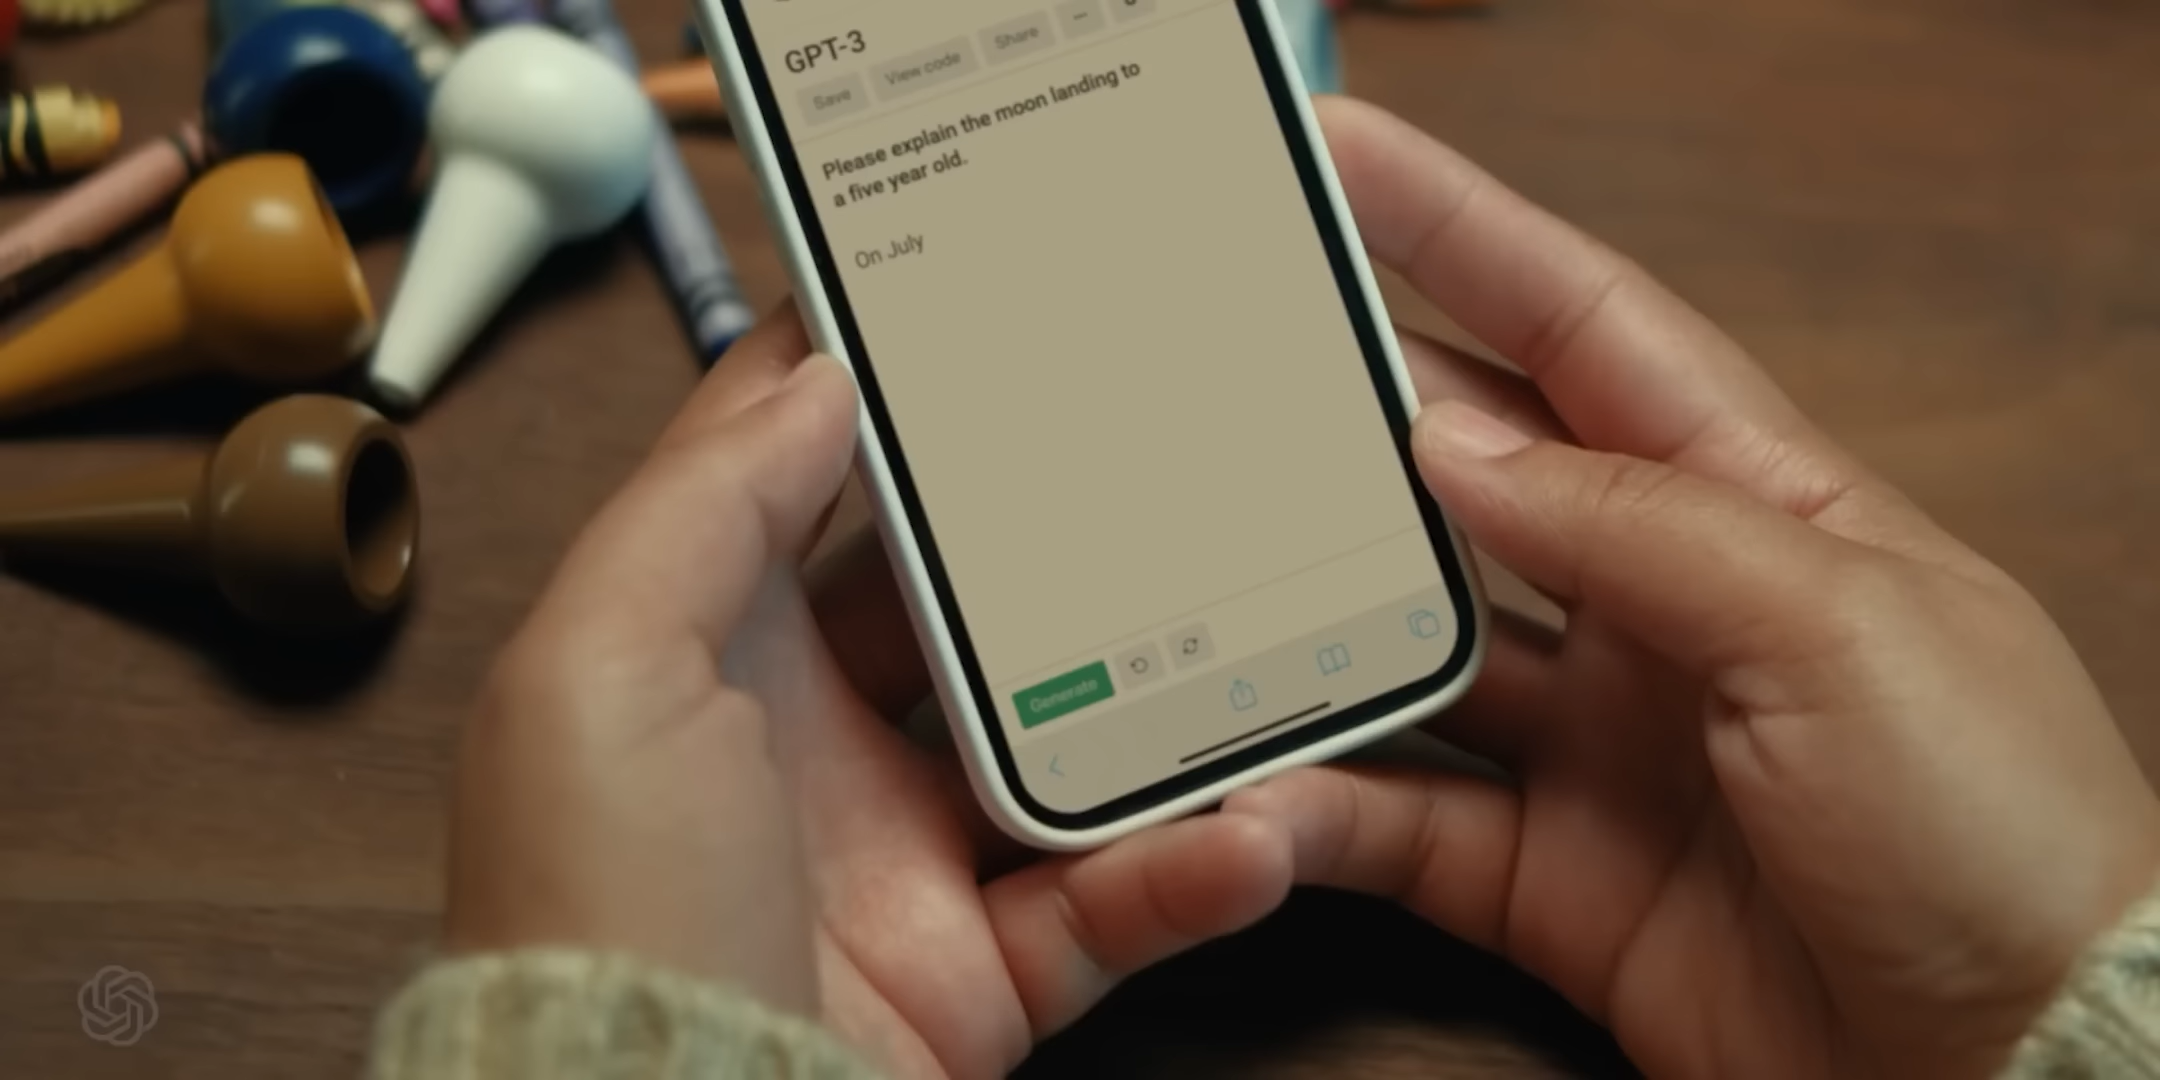 GPT-3
Save View code Share
Please explain the moon landing to
a five year old.
On July
Generate